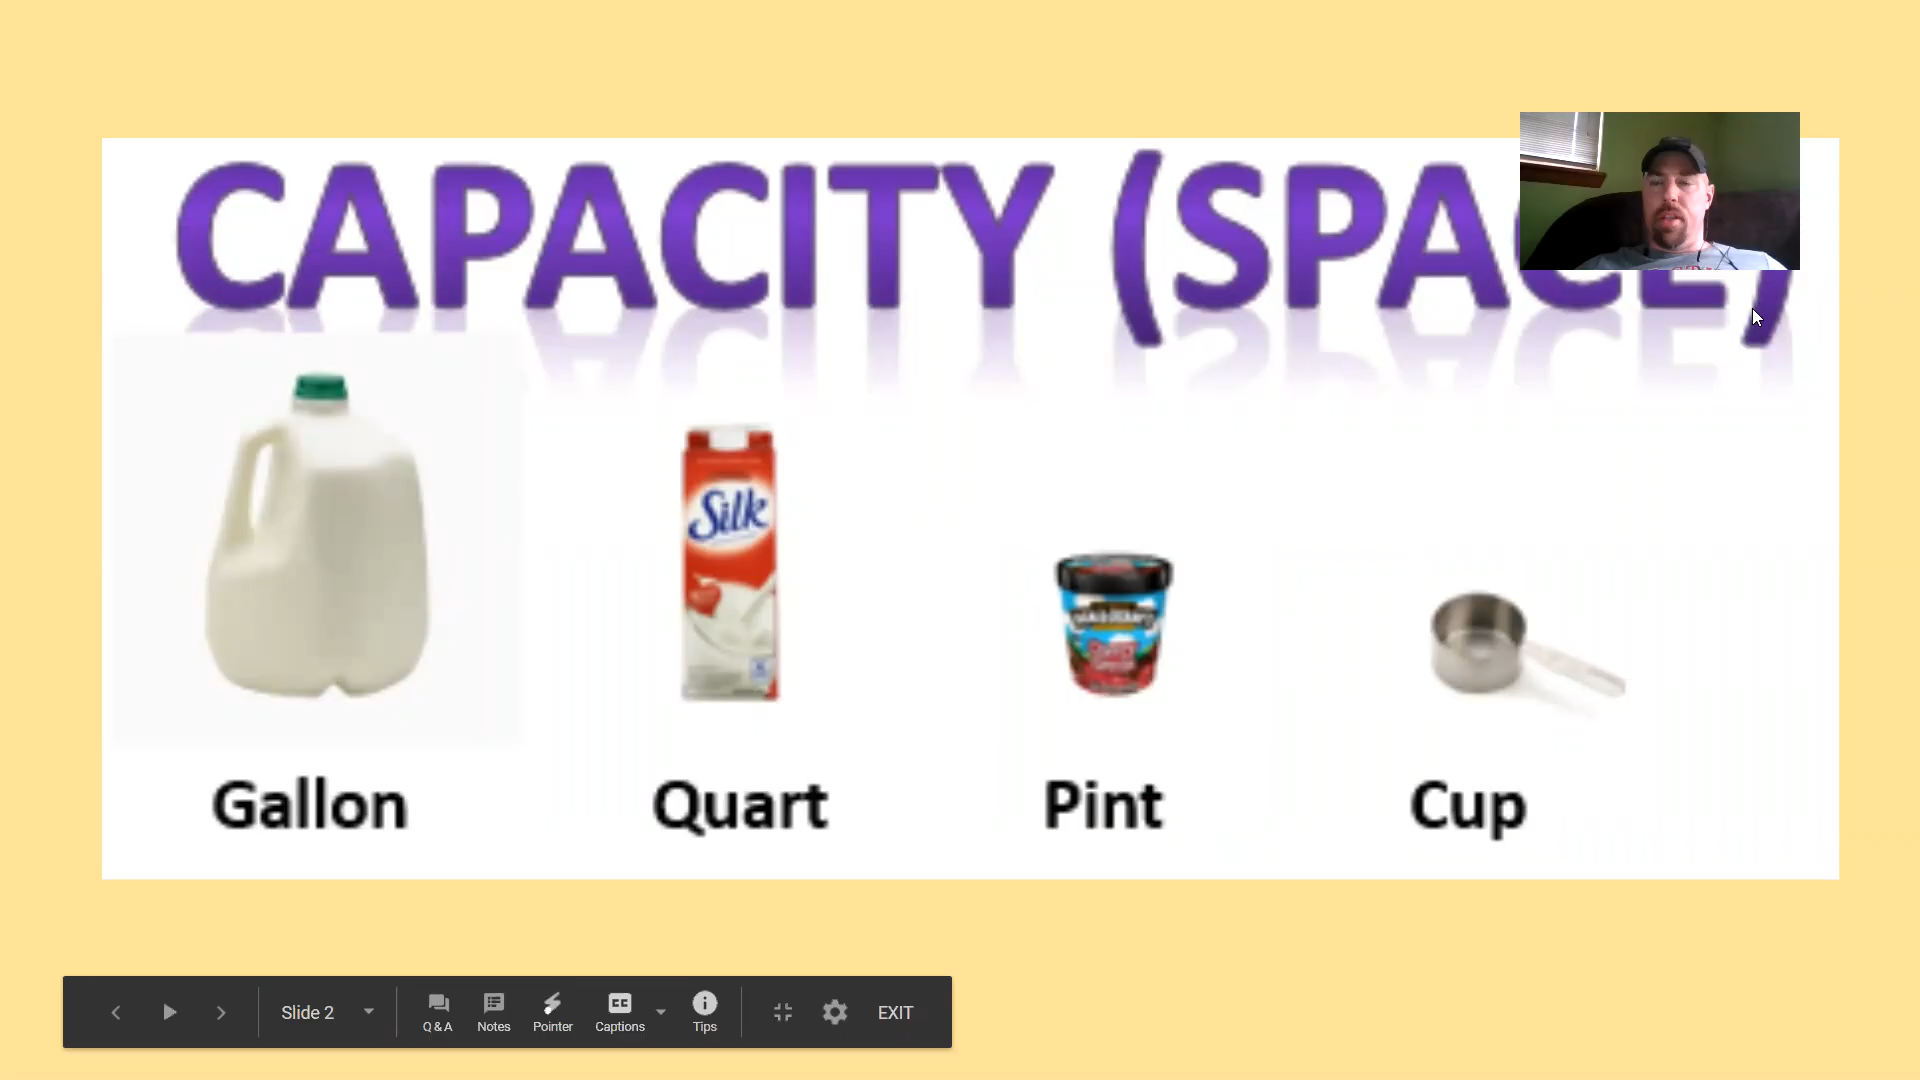 CAPACITY (SPACE)
Silk
Gallon Quart Pint Cup
Slide 2
Q & A Notes Pointer Captions Tips
EXIT